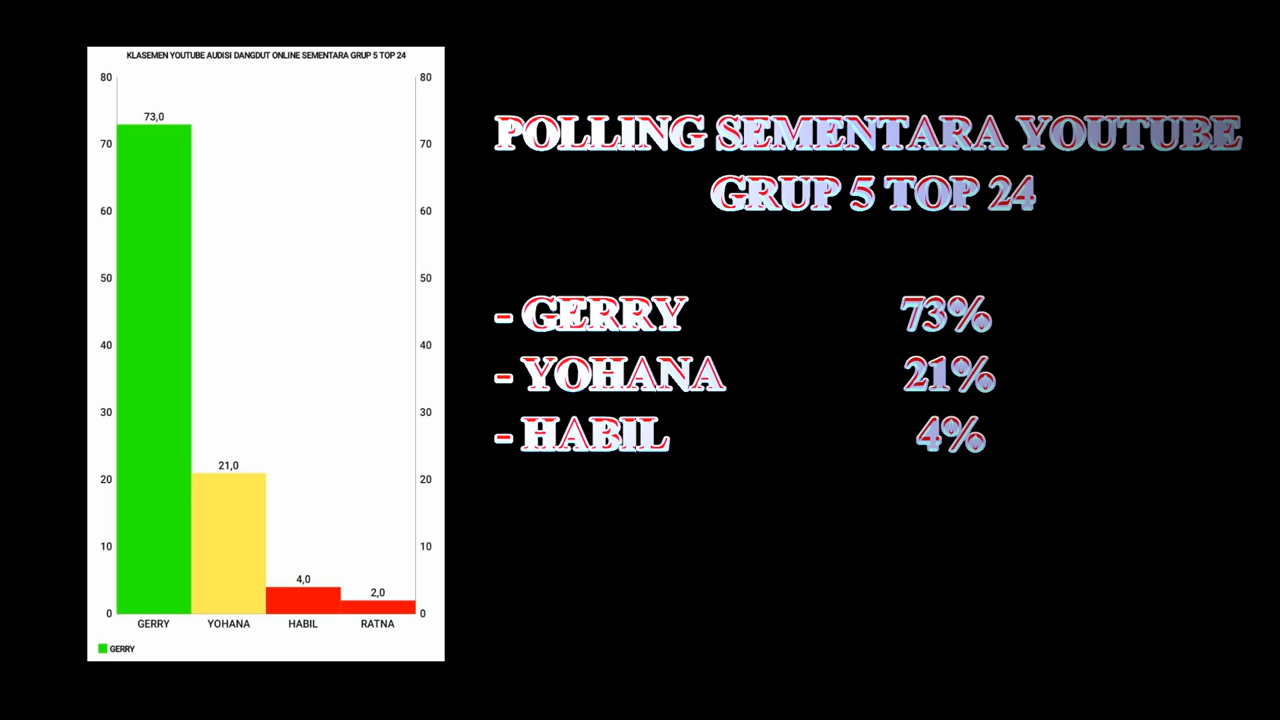 KLASEMEN YOUTUBE AUDISI DANGDUT ONLINE SEMENTARA GRUP 5 TOP 24
80 80
73,0
70 70
60 60
50 50
40 40
30 30
21,0
20 20
10 10
4,0
2,0
0 0
GERRY YOHANA HABIL RATNA
GERRY
POLLING SEMENTARA YOUTUBE
GRUP 5 TOP 24
- GERRY 73%
- YOHANA 21%
- HABIL 4%